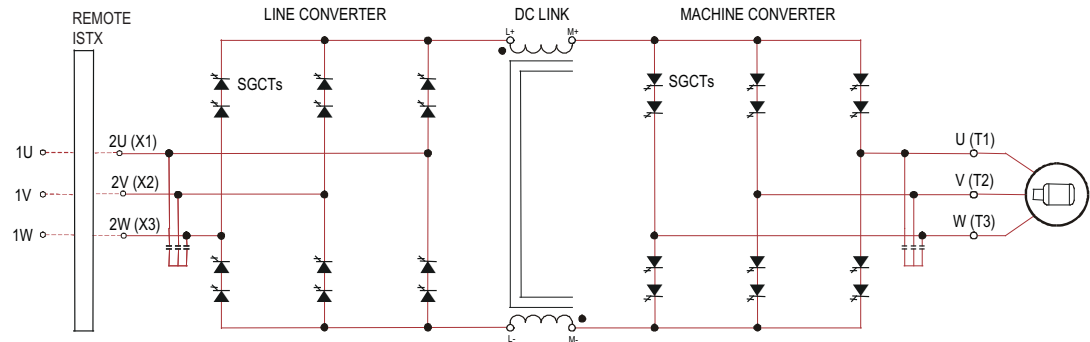 REMOTE
ISTX
LINE CONVERTER
DC LINK
MACHINE CONVERTER
L+
M+
SGCTs
SGCTs
1U
2U (X1)
U (T1)
1V
2V (X2)
V (T2)
1W
2W (X3)
W (T3)
L-
M-